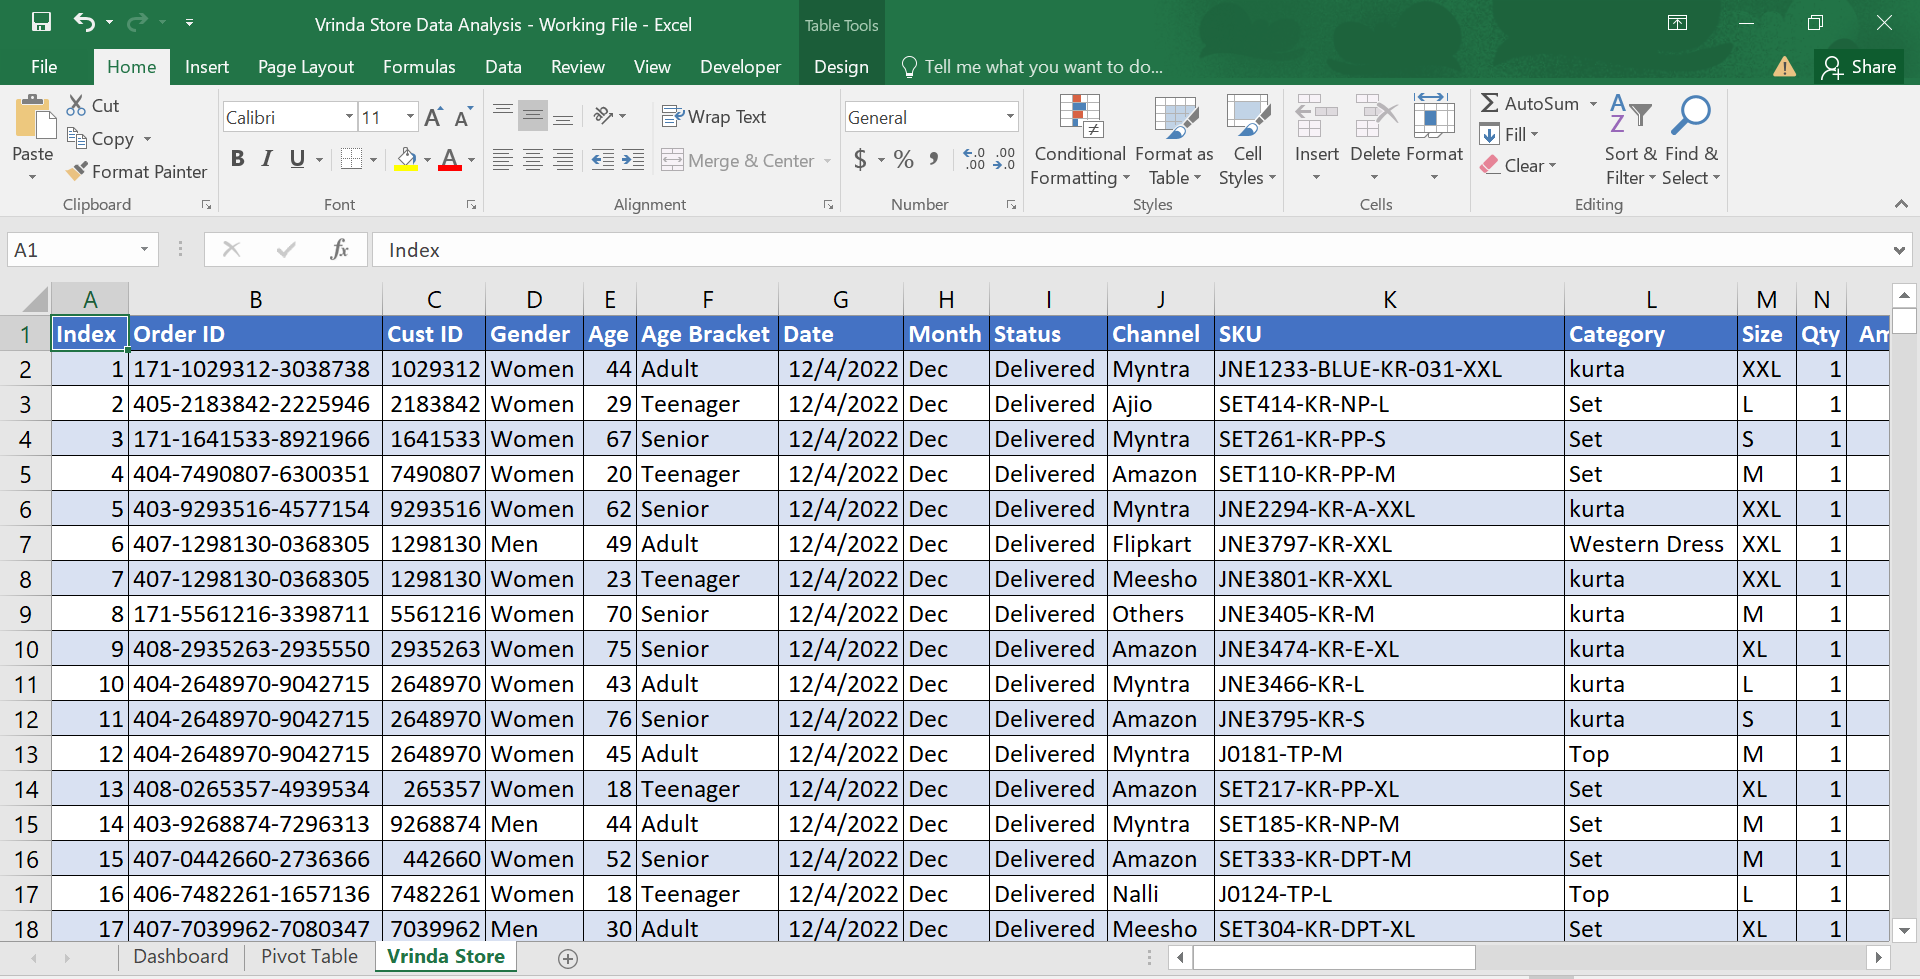 Vrinda Store Data Analysis - Working File - Excel
Table Tools
File Home Insert Page Layout Formulas Data Review View Developer Design Tell me what you want to do... Share
Paste
Cut
Copy
Format Painter
Clipboard
Calibri 11
B I U
Font
Wrap Text
Merge & Center
Alignment
General
$ % , .0 .00 .00 .0
Number
Conditional Formatting
Format as Table
Cell Styles
Styles
Insert Delete Format
Cells
AutoSum
Fill
Clear
Sort & Filter
Find & Select
Editing
A1 fx Index
A B C D E F G H I J K L M N
1 Index Order ID Cust ID Gender Age Age Bracket Date Month Status Channel SKU Category Size Qty Am
2 1 171-1029312-3038738 1029312 Women 44 Adult 12/4/2022 Dec Delivered Myntra JNE1233-BLUE-KR-031-XXL kurta XXL 1
3 2 405-2183842-2225946 2183842 Women 29 Teenager 12/4/2022 Dec Delivered Ajio SET414-KR-NP-L Set L 1
4 3 171-1641533-8921966 1641533 Women 67 Senior 12/4/2022 Dec Delivered Myntra SET261-KR-PP-S Set S 1
5 4 404-7490807-6300351 7490807 Women 20 Teenager 12/4/2022 Dec Delivered Amazon SET110-KR-PP-M Set M 1
6 5 403-9293516-4577154 9293516 Women 62 Senior 12/4/2022 Dec Delivered Myntra JNE2294-KR-A-XXL kurta XXL 1
7 6 407-1298130-0368305 1298130 Men 49 Adult 12/4/2022 Dec Delivered Flipkart JNE3797-KR-XXL Western Dress XXL 1
8 7 407-1298130-0368305 1298130 Women 23 Teenager 12/4/2022 Dec Delivered Meesho JNE3801-KR-XXL kurta XXL 1
9 8 171-5561216-3398711 5561216 Women 70 Senior 12/4/2022 Dec Delivered Others JNE3405-KR-M kurta M 1
10 9 408-2935263-2935550 2935263 Women 75 Senior 12/4/2022 Dec Delivered Amazon JNE3474-KR-E-XL kurta XL 1
11 10 404-2648970-9042715 2648970 Women 43 Adult 12/4/2022 Dec Delivered Myntra JNE3466-KR-L kurta L 1
12 11 404-2648970-9042715 2648970 Women 76 Senior 12/4/2022 Dec Delivered Amazon JNE3795-KR-S kurta S 1
13 12 404-2648970-9042715 2648970 Women 45 Adult 12/4/2022 Dec Delivered Myntra J0181-TP-M Top M 1
14 13 408-0265357-4939534 265357 Women 18 Teenager 12/4/2022 Dec Delivered Amazon SET217-KR-PP-XL Set XL 1
15 14 403-9268874-7296313 9268874 Men 44 Adult 12/4/2022 Dec Delivered Myntra SET185-KR-NP-M Set M 1
16 15 407-0442660-2736366 442660 Women 52 Senior 12/4/2022 Dec Delivered Amazon SET333-KR-DPT-M Set M 1
17 16 406-7482261-1657136 7482261 Women 18 Teenager 12/4/2022 Dec Delivered Nalli J0124-TP-L Top L 1
18 17 407-7039962-7080347 7039962 Men 30 Adult 12/4/2022 Dec Delivered Meesho SET304-KR-DPT-XL Set XL 1
Dashboard Pivot Table Vrinda Store